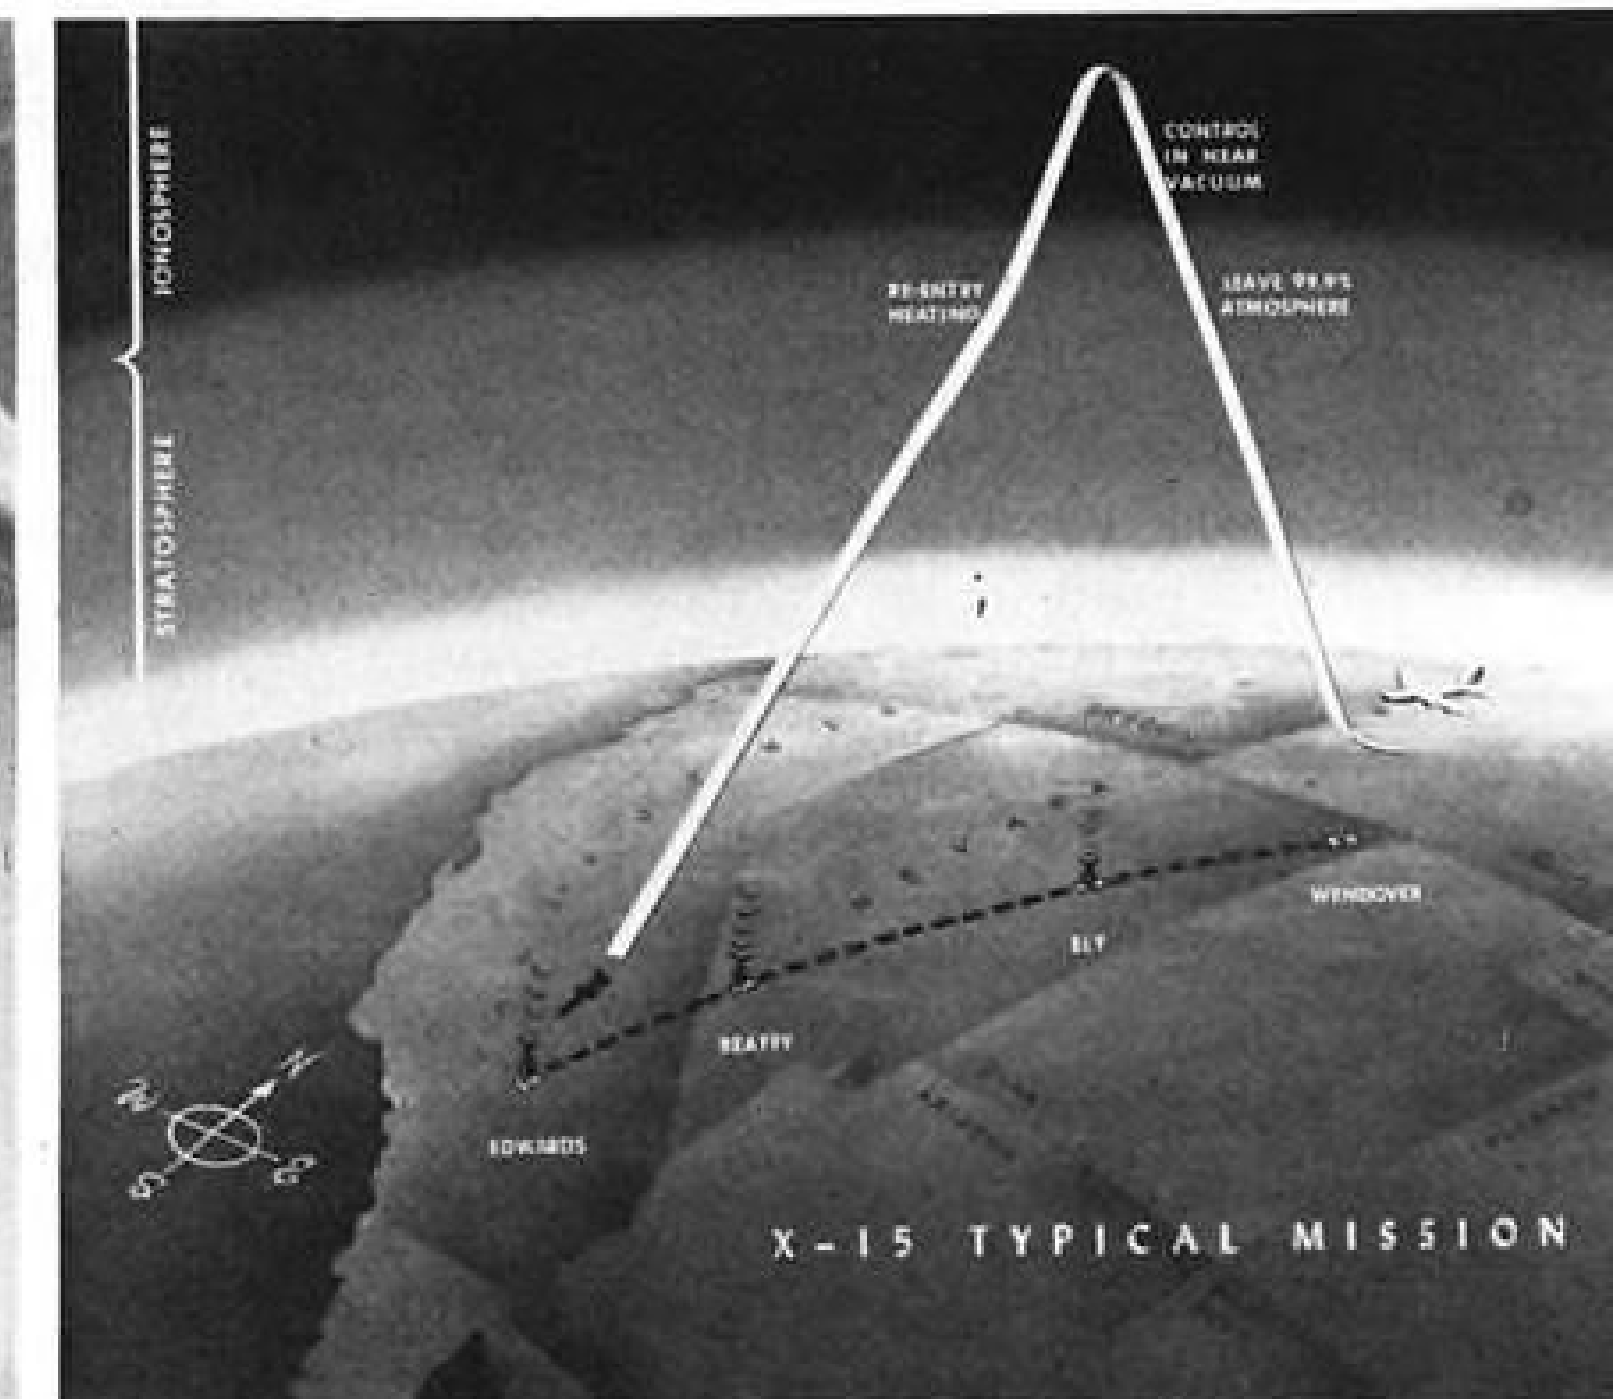 IONOSPHERE
STRATOSPHERE
CONTROL
IN NEAR
VACUUM
RE-ENTRY
HEATING
LEAVE 99.9%
ATMOSPHERE
WENDOVER
ELY
BEATTY
EDWARDS
N
W
S
X-15 TYPICAL MISSION